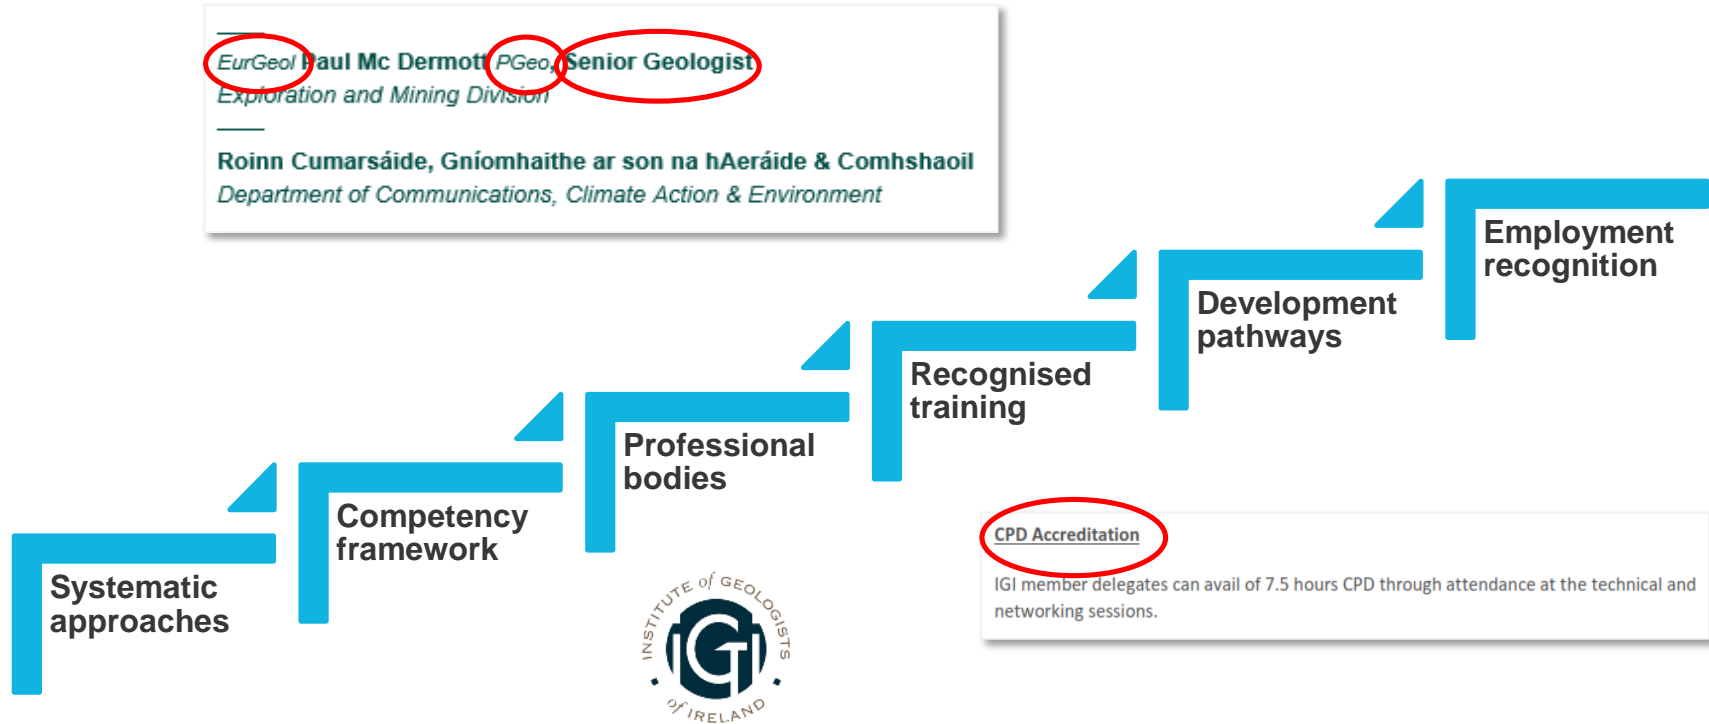 EurGeol Paul Mc Dermott PGeo, Senior Geologist
Exploration and Mining Division
Roinn Cumarsáide, Gníomhaithe ar son na hAeráide & Comhshaoil
Department of Communications, Climate Action & Environment
Employment
recognition
Development
pathways
Recognised
training
Professional
bodies
Competency
framework
Systematic
approaches
CPD Accreditation
IGI member delegates can avail of 7.5 hours CPD through attendance at the technical and
networking sessions.
INSTITUTE of GEOLOGISTS
IGI
of IRELAND